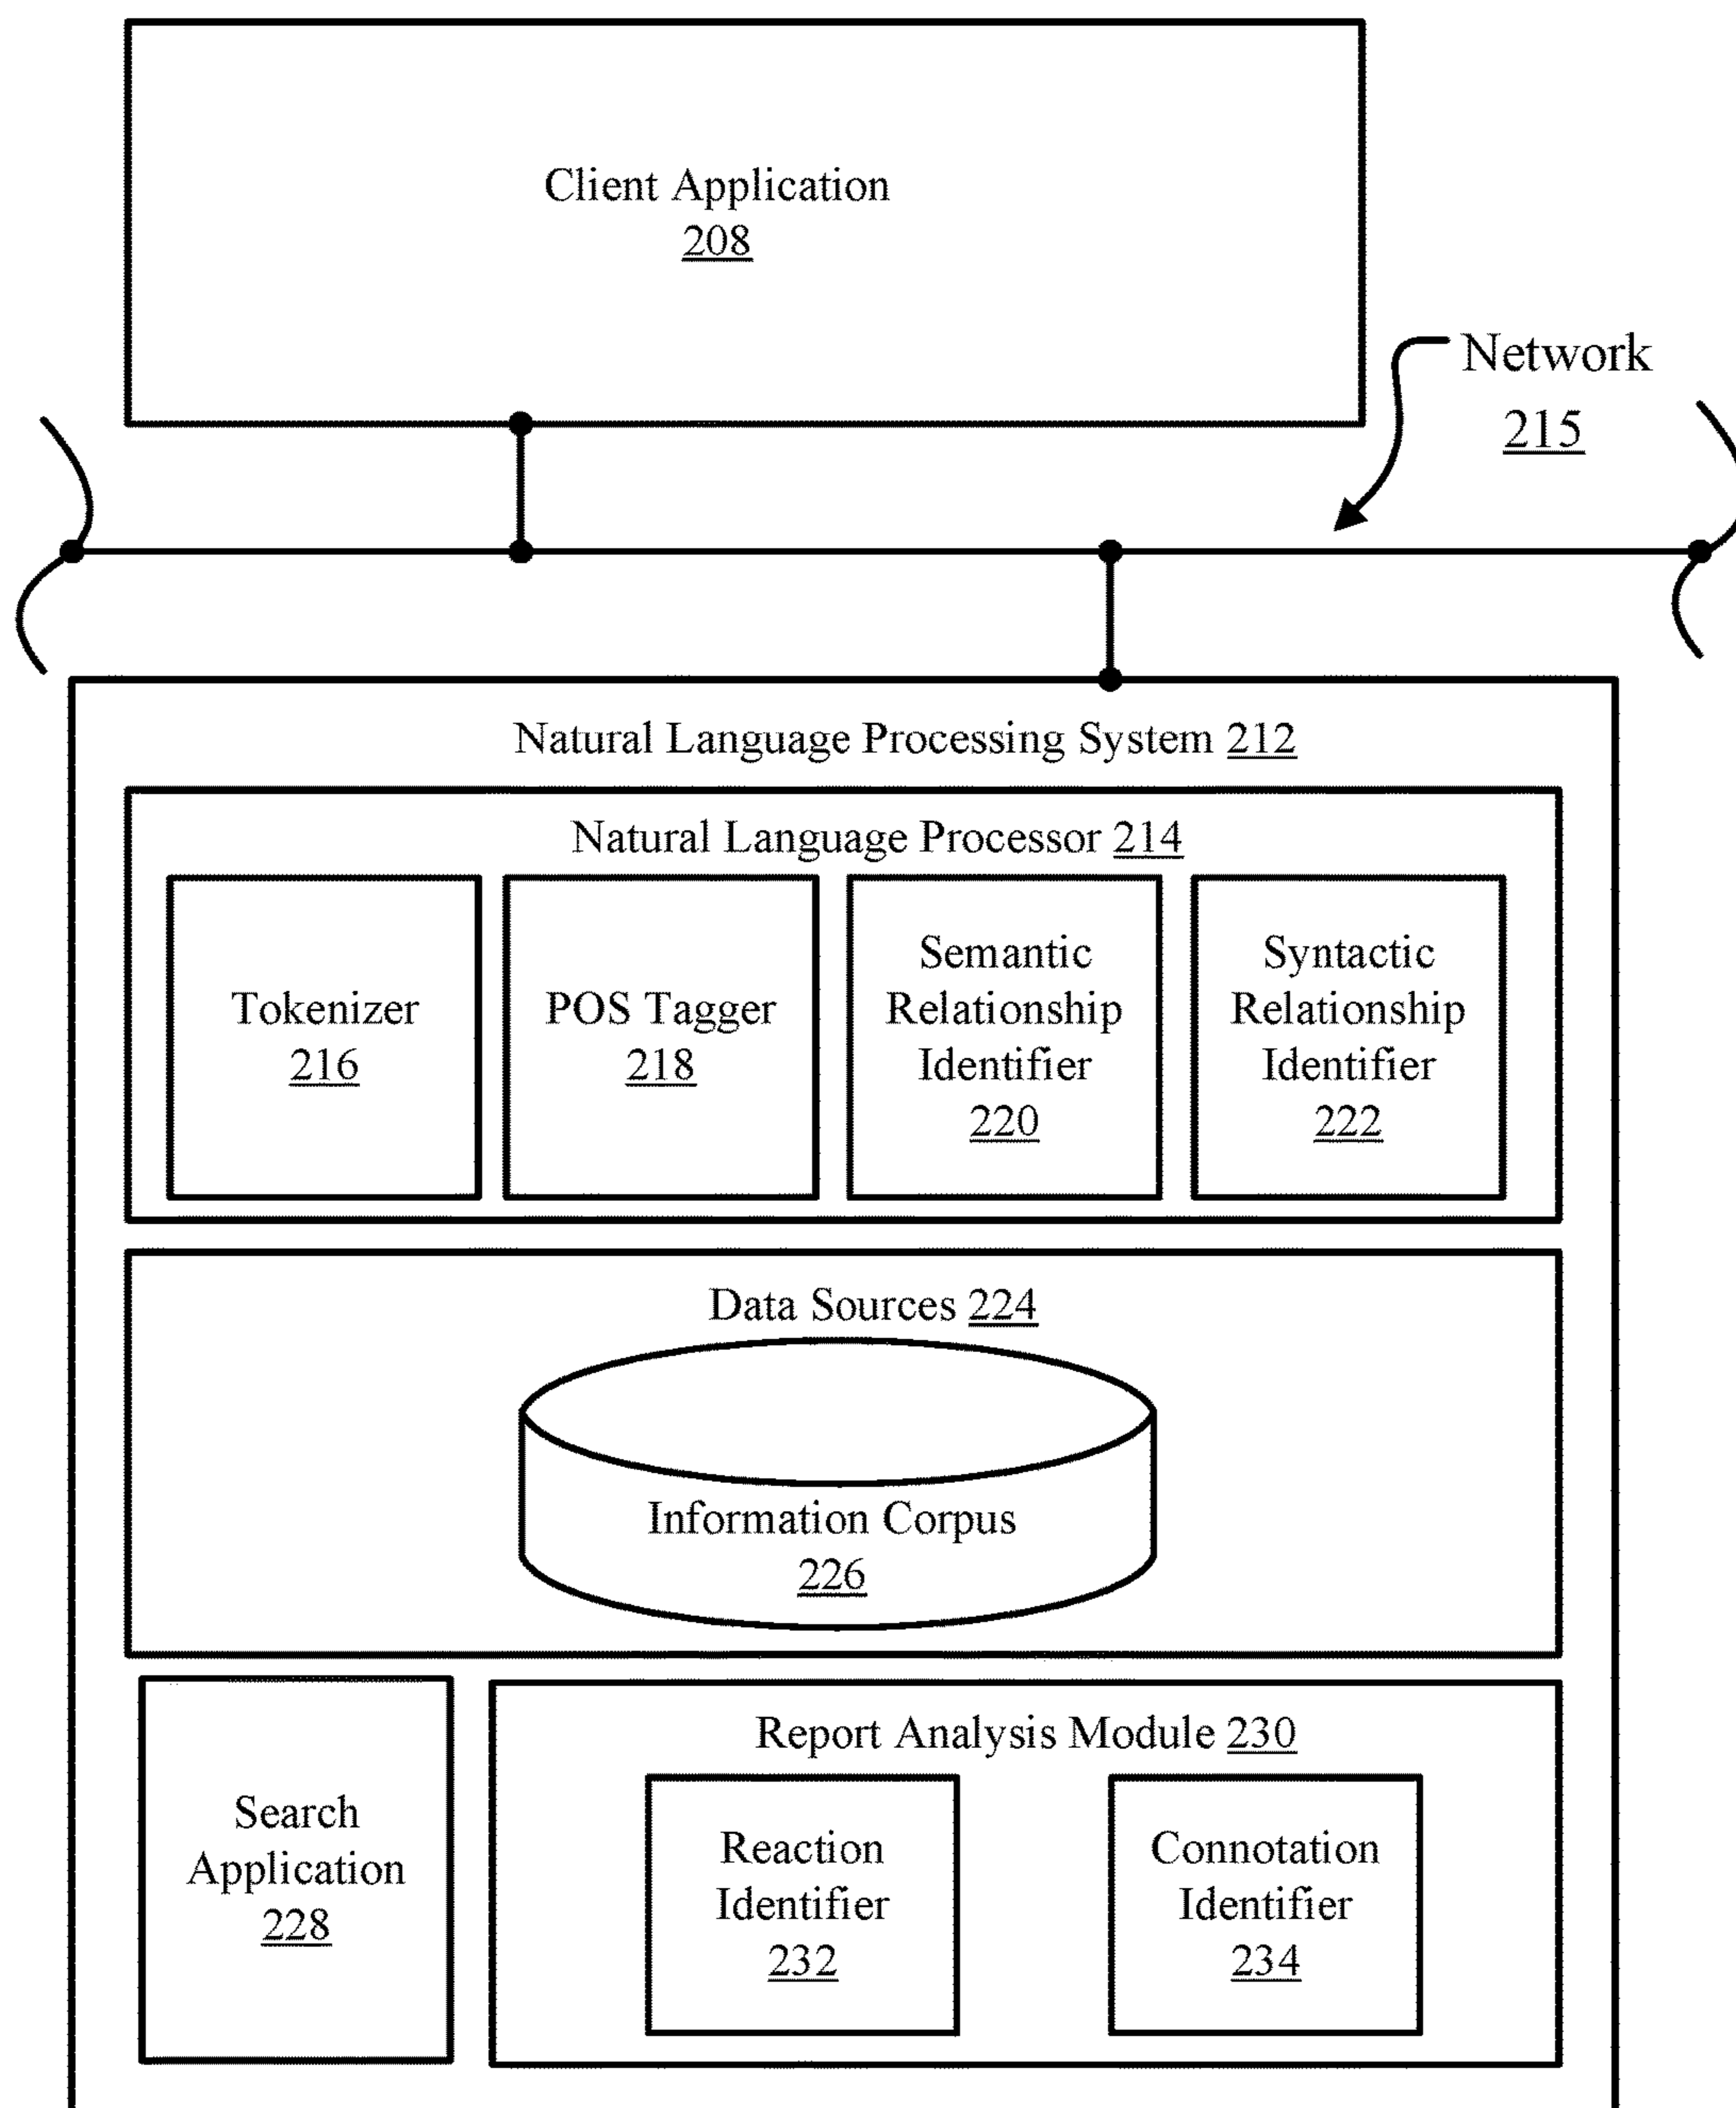 Client Application
208
Network
215
Natural Language Processing System 212
Natural Language Processor 214
Tokenizer
216
POS Tagger
218
Semantic
Relationship
Identifier
220
Syntactic
Relationship
Identifier
222
Data Sources 224
Information Corpus
226
Search
Application
228
Report Analysis Module 230
Reaction
Identifier
232
Connotation
Identifier
234